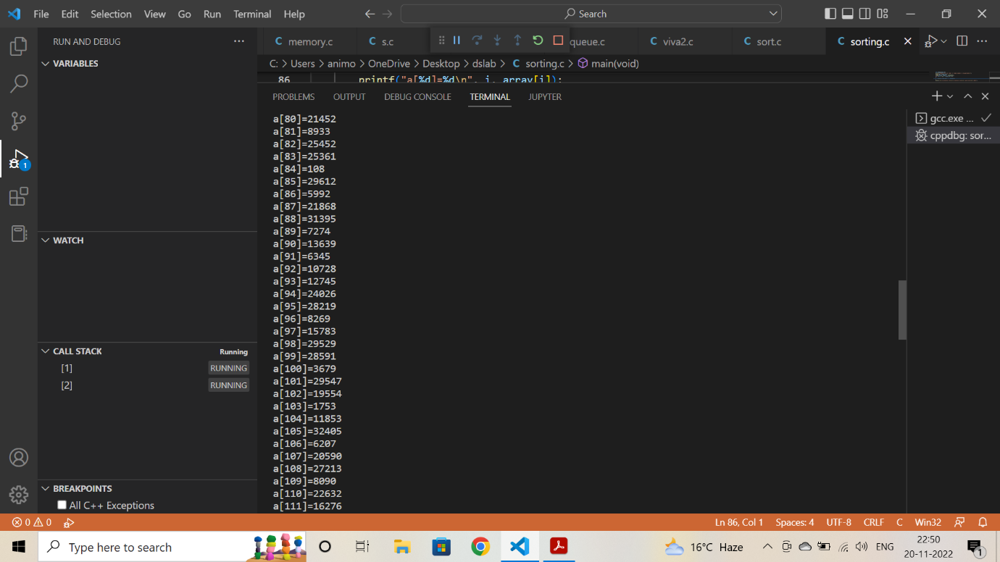 File Edit Selection View Go Run Terminal Help Search
RUN AND DEBUG
memory.c s.c queue.c viva2.c sort.c sorting.c
VARIABLES
C: > Users > animo > OneDrive > Desktop > dslab > C sorting.c > main(void)
86 printf("a[%d]=%d\n", i, array[i]);
PROBLEMS OUTPUT DEBUG CONSOLE TERMINAL JUPYTER
a[80]=21452
a[81]=8933
a[82]=25452
a[83]=25361
a[84]=108
a[85]=29612
a[86]=5992
a[87]=21868
a[88]=31395
a[89]=7274
a[90]=13639
a[91]=6345
a[92]=10728
a[93]=12745
a[94]=24026
a[95]=28219
a[96]=8269
a[97]=15783
a[98]=29529
a[99]=28591
a[100]=3679
a[101]=29547
a[102]=19554
a[103]=1753
a[104]=11853
a[105]=32405
a[106]=6207
a[107]=20590
a[108]=27213
a[109]=8090
a[110]=22632
a[111]=16276
gcc.exe ...
cppdbg: sor...
1
WATCH
CALL STACK Running
[1] RUNNING
[2] RUNNING
BREAKPOINTS
All C++ Exceptions
0 0 Ln 86, Col 1 Spaces: 4 UTF-8 CRLF C Win32
Type here to search 16°C Haze ENG 22:50
20-11-2022 1